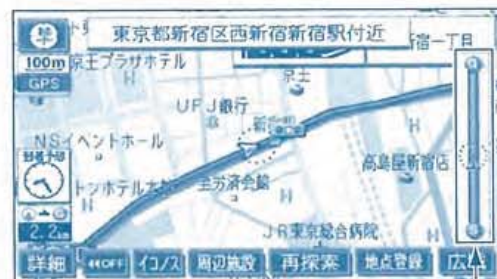 東京都新宿区西新宿新宿駅付近
100m
京王プラザホテル
宿一丁目
GPS
京王
UFJ銀行
NSイベントホール
高島屋新宿店
全労済会館
2.2km
JR東京総合病院
詳細
◀◀OFF
イコノス
周辺施設
再探索
地点登録
広域